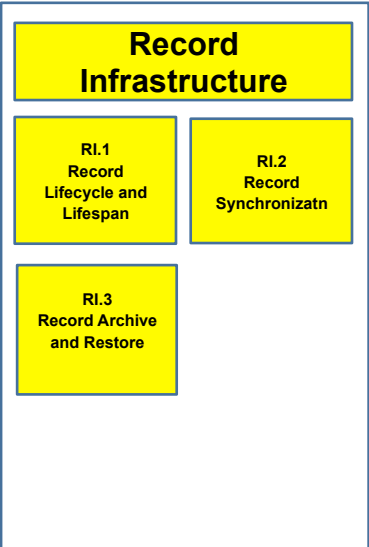 Record
Infrastructure
RI.1
Record
Lifecycle and
Lifespan
RI.2
Record
Synchronizatn
RI.3
Record Archive
and Restore